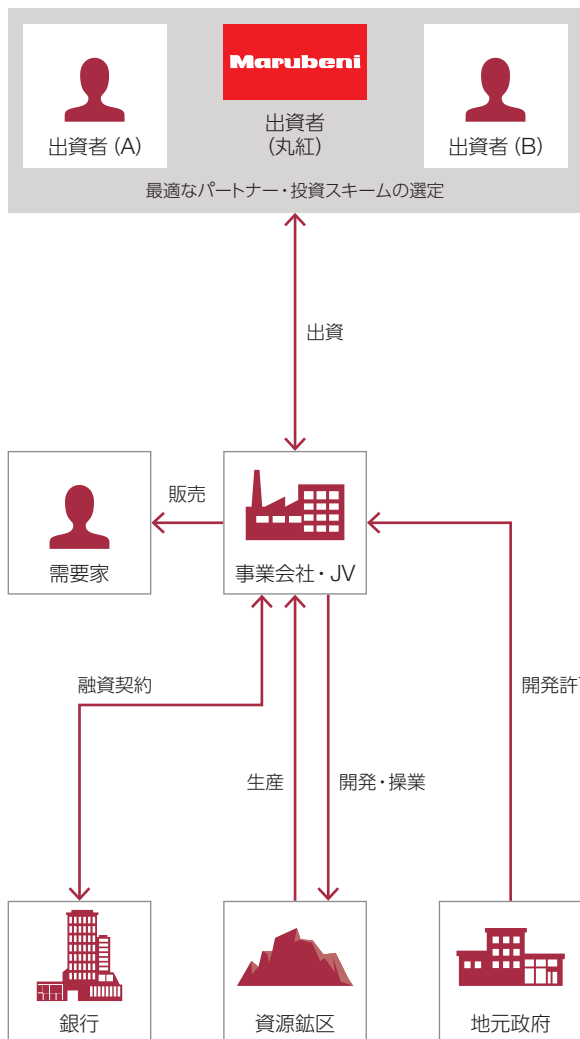 Marubeni
出資者 (A)
出資者
(丸紅)
出資者 (B)
最適なパートナー・投資スキームの選定
出資
販売
需要家
事業会社・JV
融資契約
開発許
生産
開発・操業
銀行
資源鉱区
地元政府